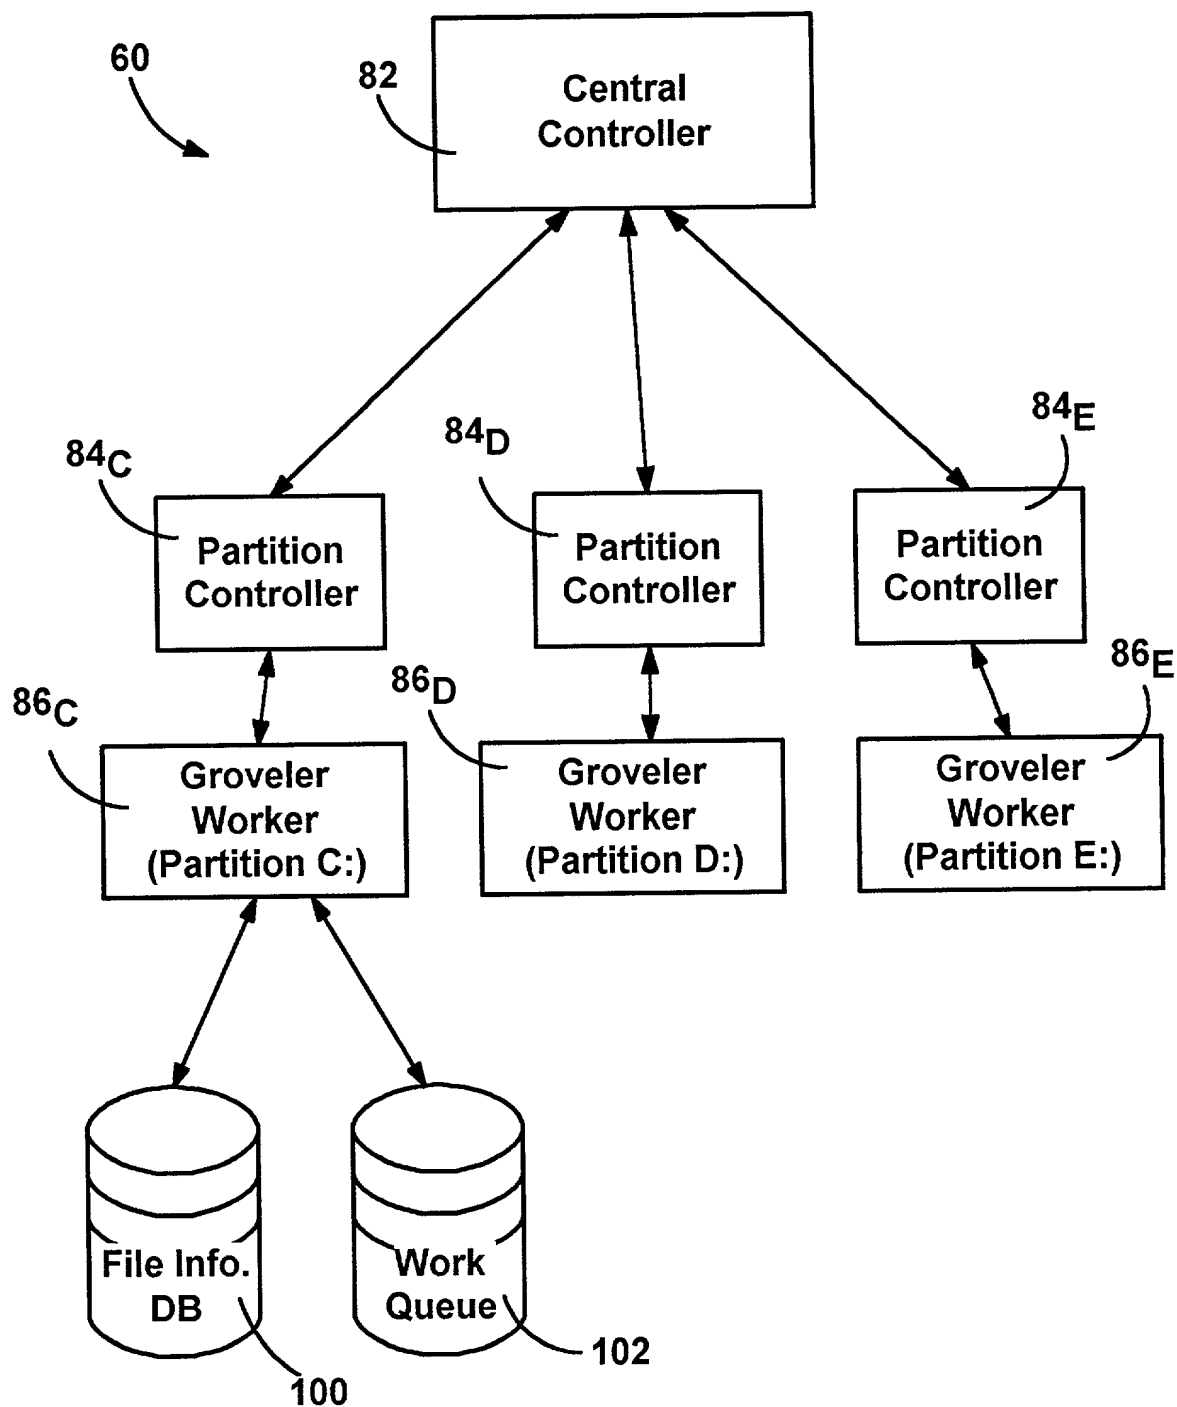 60
82
Central
Controller
84C
84D
84E
Partition
Controller
Partition
Controller
Partition
Controller
86C
86D
86E
Groveler
Worker
(Partition C:)
Groveler
Worker
(Partition D:)
Groveler
Worker
(Partition E:)
File Info.
DB
Work
Queue
100
102